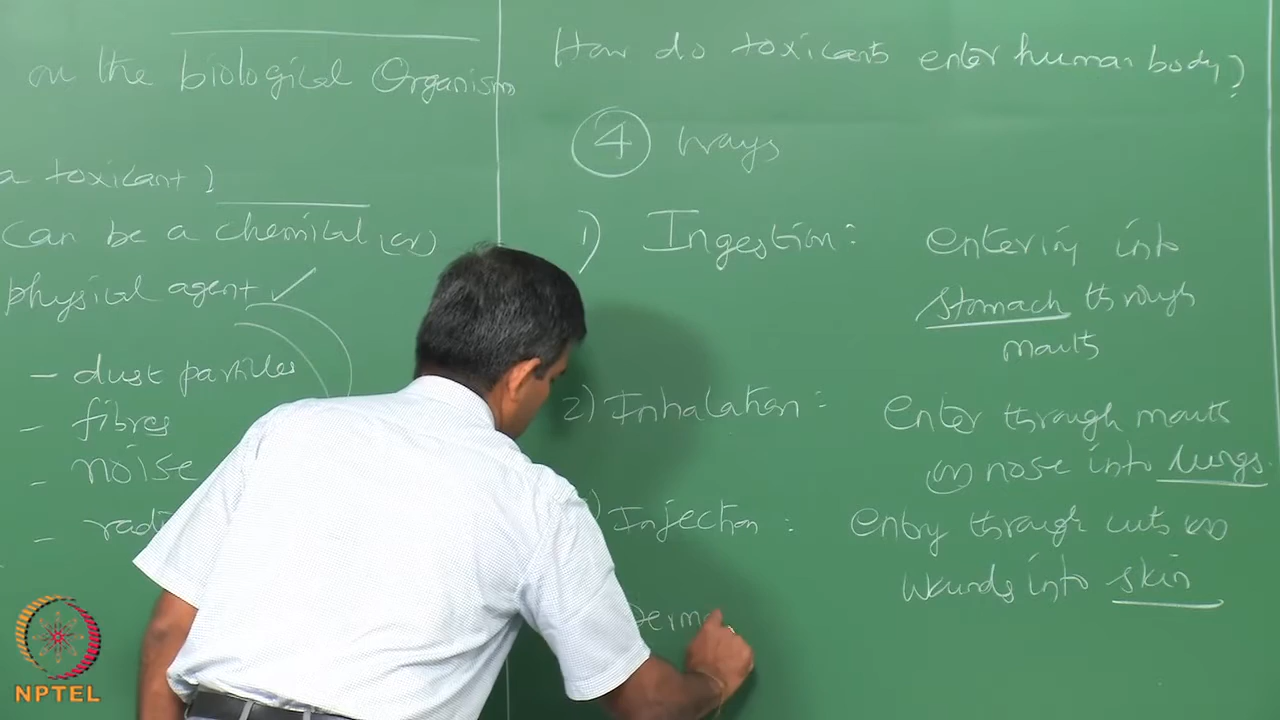 on the biological Organism
a toxicant?
Can be a chemical (or)
physical agent ✓
- dust particles
- fibres
- noise
-
How do toxicants enter human body?
4 ways
1) Ingestion: entering into
stomach through
mouth
2) Inhalation: Enter through mouth
(or) nose into lungs.
) Injection: Entry through cuts (or)
wounds into skin
Derm
NPTEL